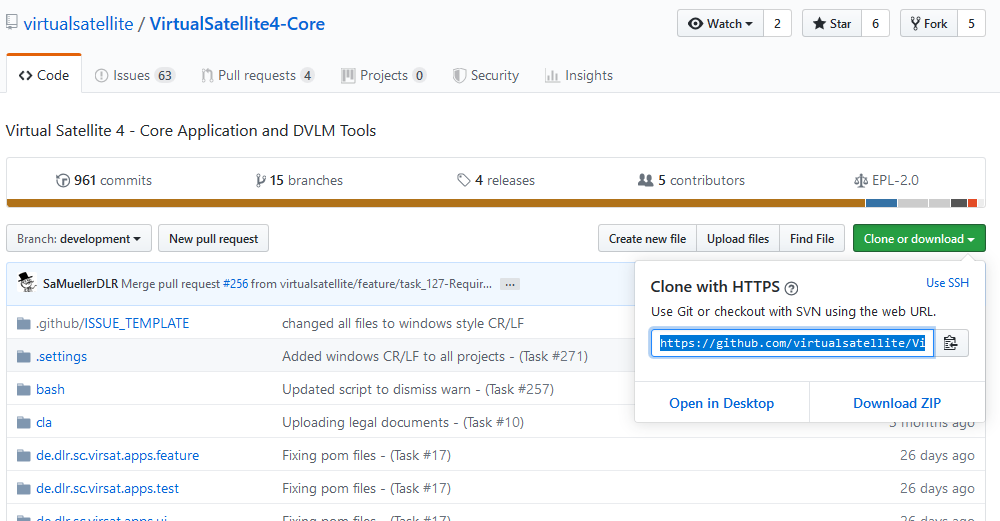 virtualsatellite / VirtualSatellite4-Core
Watch 2 Star 6 Fork 5
Code Issues 63 Pull requests 4 Projects 0 Security Insights
Virtual Satellite 4 - Core Application and DVLM Tools
961 commits 15 branches 4 releases 5 contributors EPL-2.0
Branch: development New pull request Create new file Upload files Find File Clone or download
SaMuellerDLR Merge pull request #256 from virtualsatellite/feature/task_127-Requir... ...
Clone with HTTPS ? Use SSH
Use Git or checkout with SVN using the web URL.
https://github.com/virtualsatellite/Vi
Open in Desktop Download ZIP
.github/ISSUE_TEMPLATE changed all files to windows style CR/LF
.settings Added windows CR/LF to all projects - (Task #271)
bash Updated script to dismiss warn - (Task #257)
cla Uploading legal documents - (Task #10) months ago
de.dlr.sc.virsat.apps.feature Fixing pom files - (Task #17) 26 days ago
de.dlr.sc.virsat.apps.test Fixing pom files - (Task #17) 26 days ago
de.dlr.sc.virsat.apps.ui Fixing pom files - (Task #17) 26 days ago